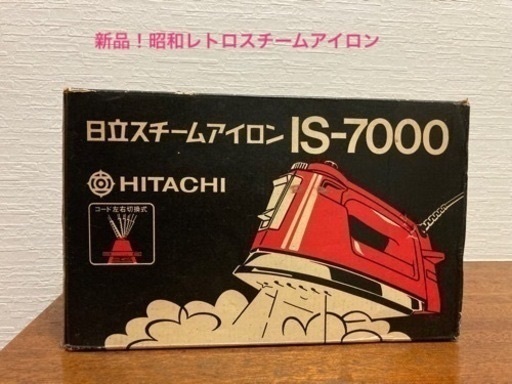 新品！昭和レトロスチームアイロン
日立スチームアイロン IS-7000
HITACHI
コード左右切換式